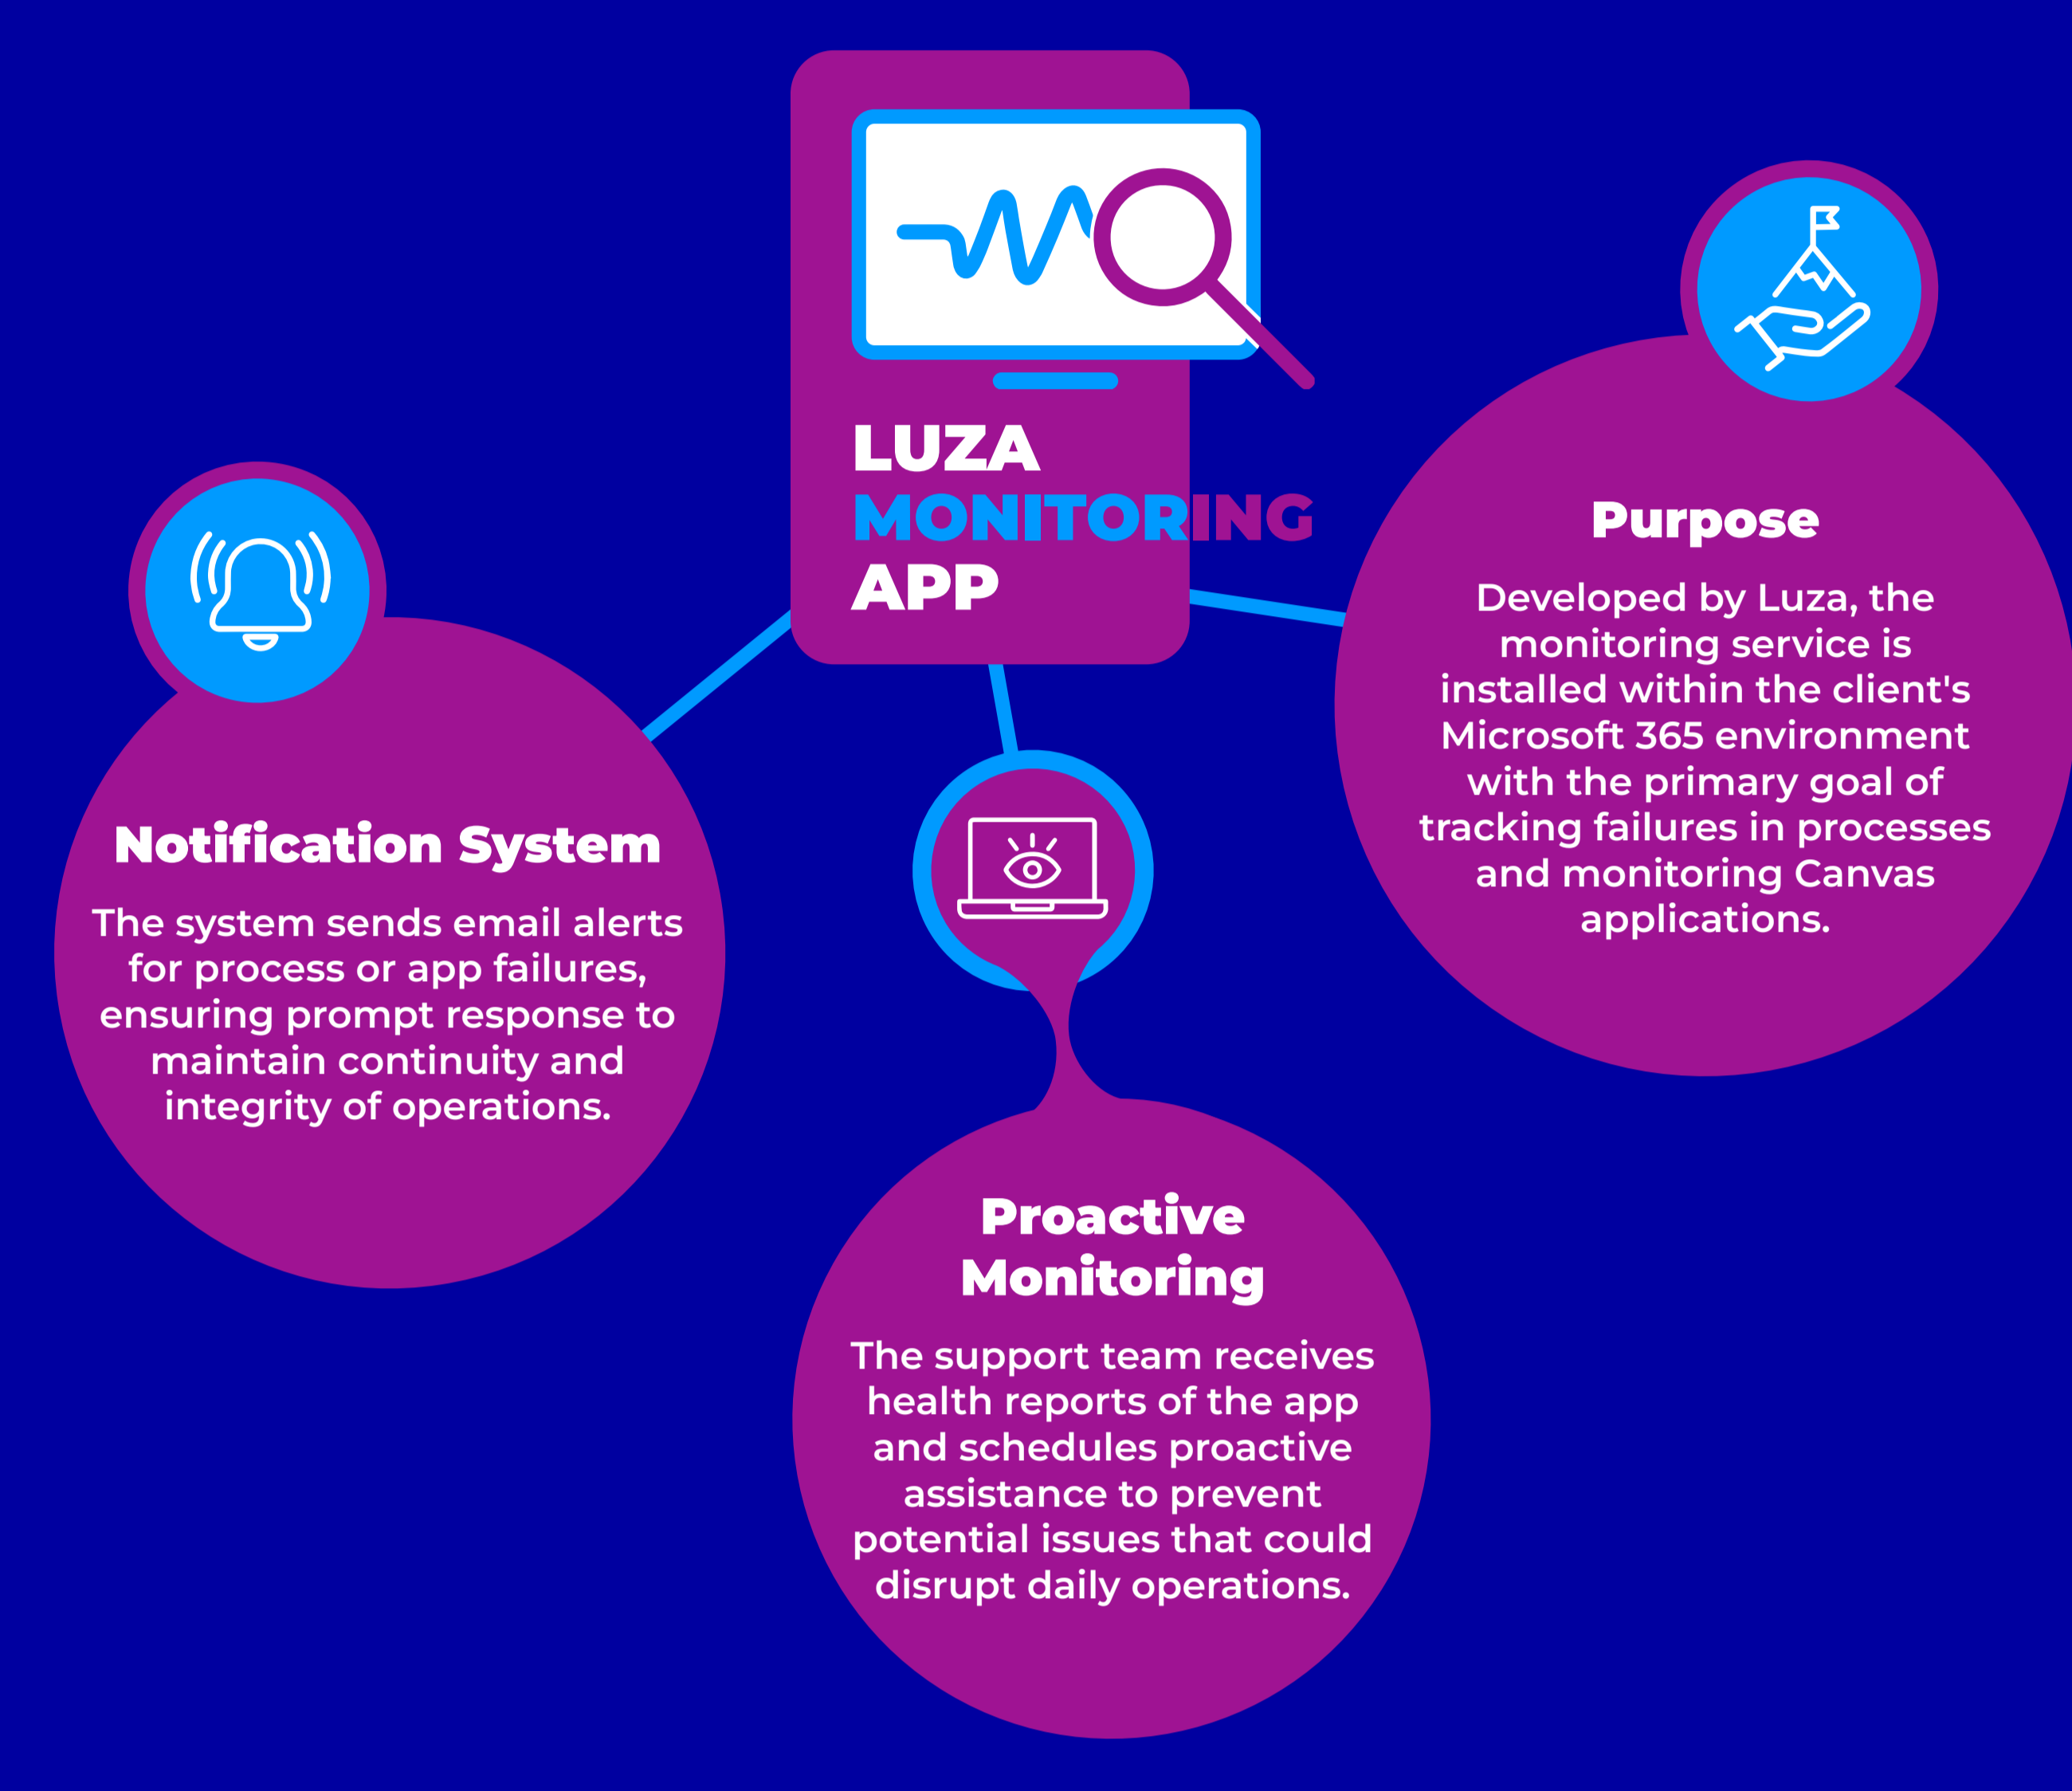 LUZA
MONITORING
APP
Notification System
The system sends email alerts
for process or app failures,
ensuring prompt response to
maintain continuity and
integrity of operations.
Proactive
Monitoring
The support team receives
health reports of the app
and schedules proactive
assistance to prevent
potential issues that could
disrupt daily operations.
Purpose
Developed by Luza, the
monitoring service is
installed within the client's
Microsoft 365 environment
with the primary goal of
tracking failures in processes
and monitoring Canvas
applications.